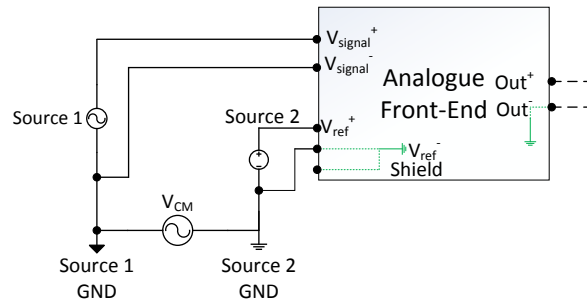 Vsignal+
Vsignal-
Analogue
Front-End
Out+
Out-
Source 1
Source 2
Vref+
Vref-
Shield
VCM
Source 1
GND
Source 2
GND